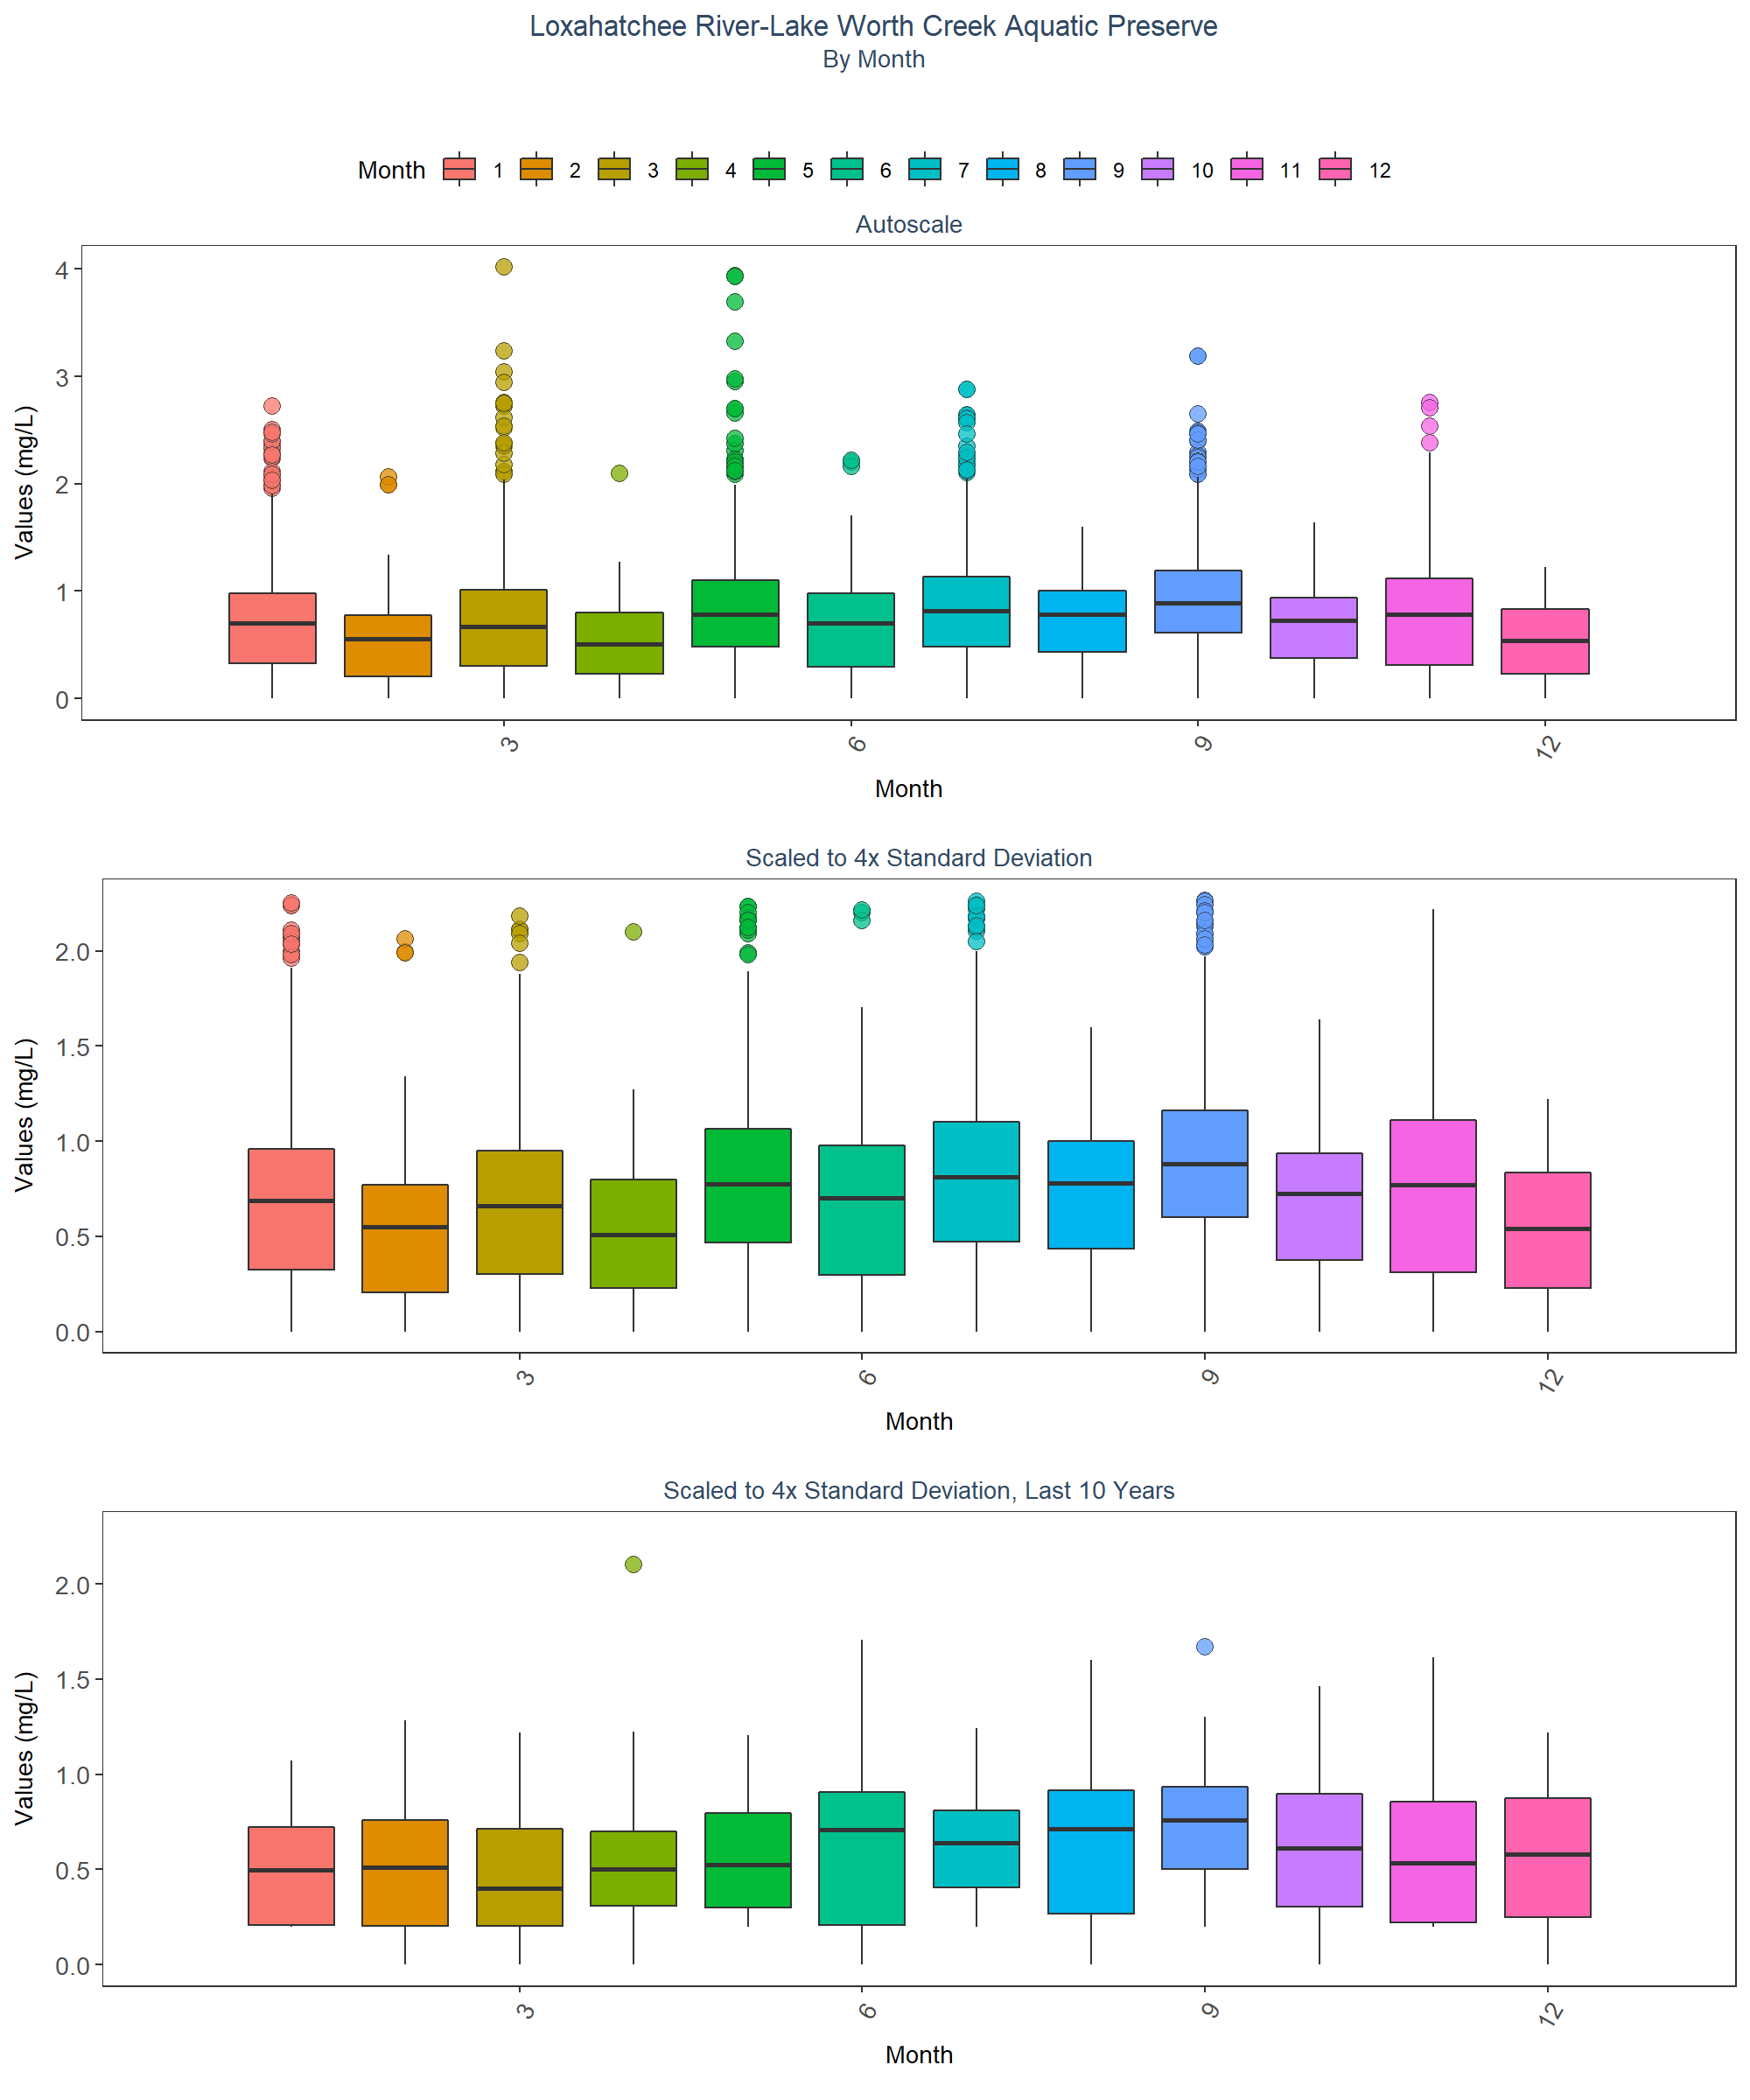 Loxahatchee River-Lake Worth Creek Aquatic Preserve
By Month
Month 1 2 3 4 5 6 7 8 9 10 11 12
Autoscale
Values (mg/L)
4
3
2
1
0
3 6 9 12
Month
Scaled to 4x Standard Deviation
Values (mg/L)
2.0
1.5
1.0
0.5
0.0
3 6 9 12
Month
Scaled to 4x Standard Deviation, Last 10 Years
Values (mg/L)
2.0
1.5
1.0
0.5
0.0
3 6 9 12
Month